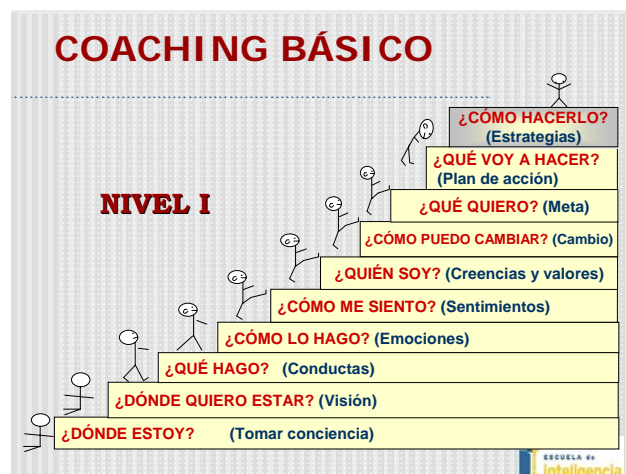 COACHING BÁSICO
¿CÓMO HACERLO?
(Estrategias)
¿QUÉ VOY A HACER?
(Plan de acción)
NIVEL I
¿QUÉ QUIERO? (Meta)
¿CÓMO PUEDO CAMBIAR? (Cambio)
¿QUIÉN SOY? (Creencias y valores)
¿CÓMO ME SIENTO? (Sentimientos)
¿CÓMO LO HAGO? (Emociones)
¿QUÉ HAGO? (Conductas)
¿DÓNDE QUIERO ESTAR? (Visión)
¿DÓNDE ESTOY? (Tomar conciencia)
ESCUELA de
inteligencia